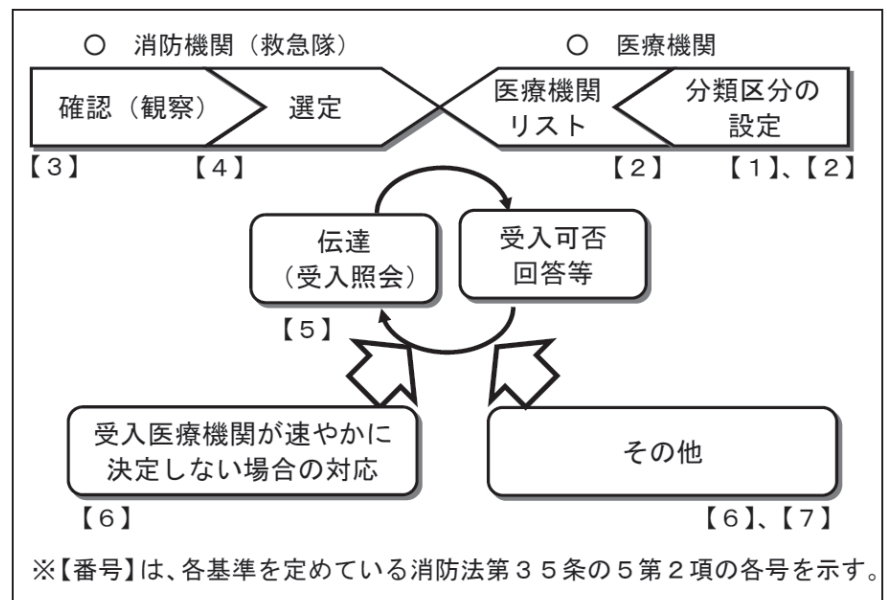 ○ 消防機関（救急隊）
○ 医療機関
確認（観察）
選定
医療機関
リスト
分類区分の
設定
【３】
【４】
【２】
【１】、【２】
伝達
（受入照会）
受入可否
回答等
【５】
受入医療機関が速やかに
決定しない場合の対応
その他
【６】
【６】、【７】
※【番号】は、各基準を定めている消防法第３５条の５第２項の各号を示す。